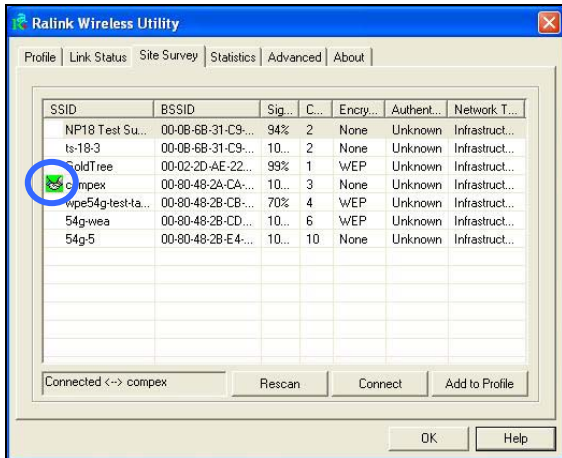 Ralink Wireless Utility
Profile Link Status Site Survey Statistics Advanced About
SSID BSSID Sig... C... Encry... Authent... Network T...
NP18 Test Su... 00-0B-6B-31-C9-... 94% 2 None Unknown Infrastruct...
ts-18-3 00-0B-6B-31-C9-... 10... 2 None Unknown Infrastruct...
GoldTree 00-02-2D-AE-22... 99% 1 WEP Unknown Infrastruct...
compex 00-80-48-2A-CA-... 10... 3 None Unknown Infrastruct...
wpe54g-test-ta... 00-80-48-2B-CB-... 70% 4 WEP Unknown Infrastruct...
54g-wea 00-80-48-2B-CD... 10... 6 WEP Unknown Infrastruct...
54g-5 00-80-48-2B-E4-... 10... 10 None Unknown Infrastruct...
Connected <--> compex Rescan Connect Add to Profile
OK Help